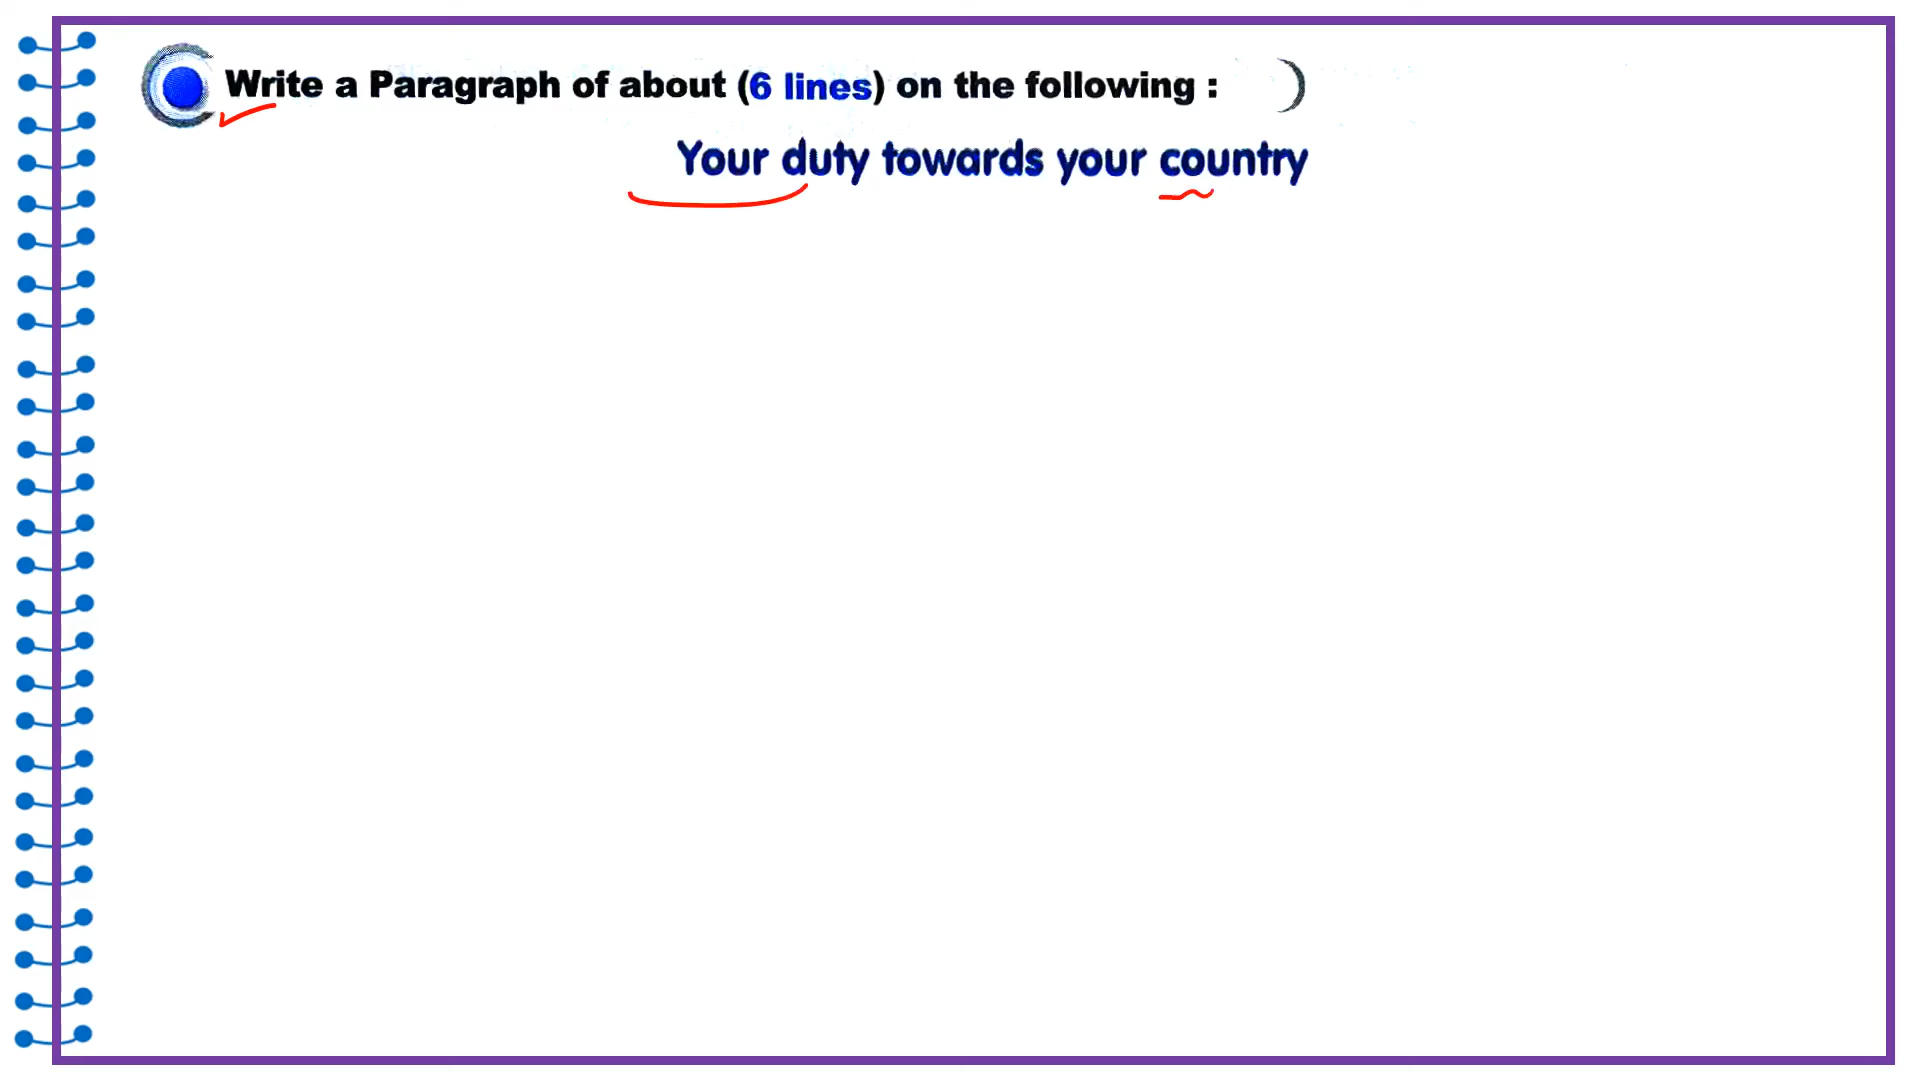 Write a Paragraph of about (6 lines) on the following :
Your duty towards your country